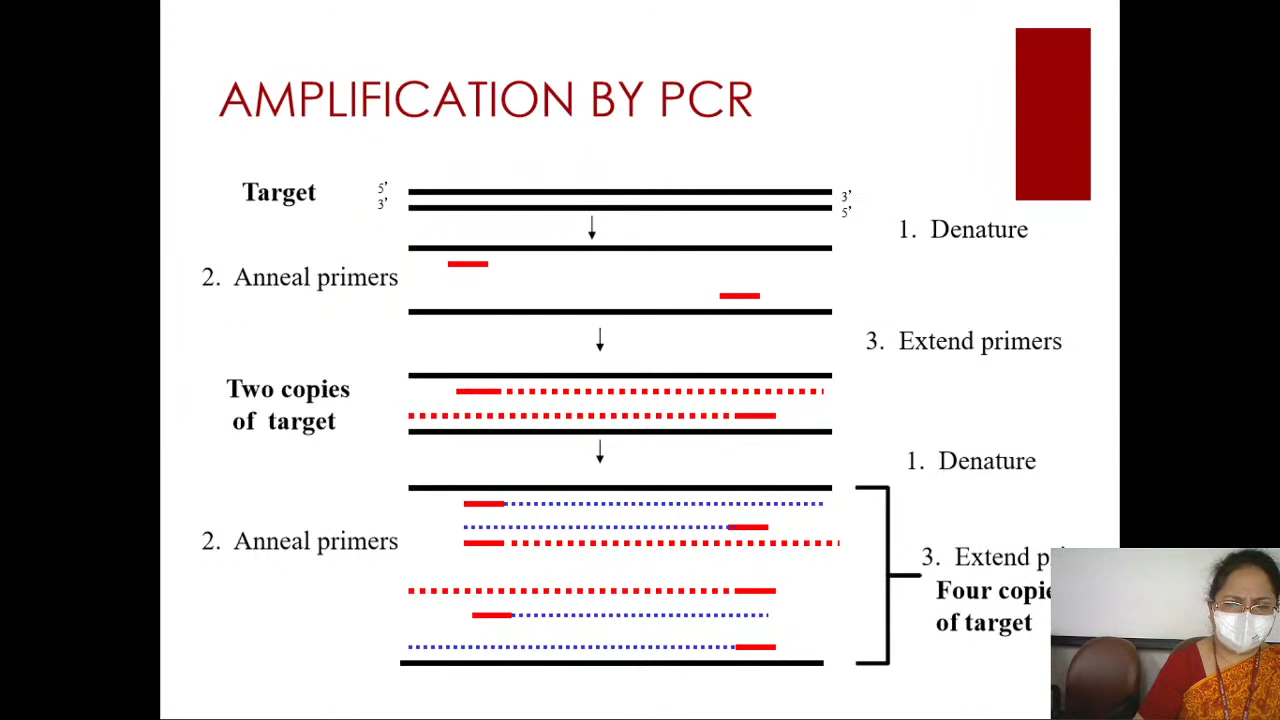 AMPLIFICATION BY PCR
Target
5’
3’
3’
5’
1. Denature
2. Anneal primers
3. Extend primers
Two copies
of target
1. Denature
2. Anneal primers
3. Extend
Four
of target